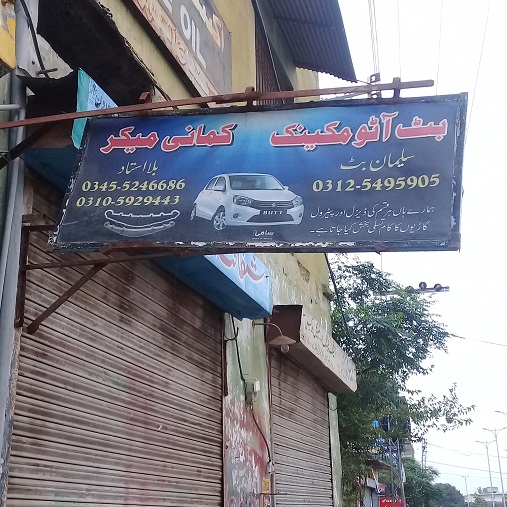 OIL
بٹ آٹو مکینک کمانی میکر
سلیمان بٹ
0312-5495905
بلا استاد
0345-5246686
0310-5929443
BUTT
ہمارے ہاں ہر قسم کی ڈیزل اور پیٹرول
گاڑیوں کا کام تسلی بخش کیا جاتا ہے۔